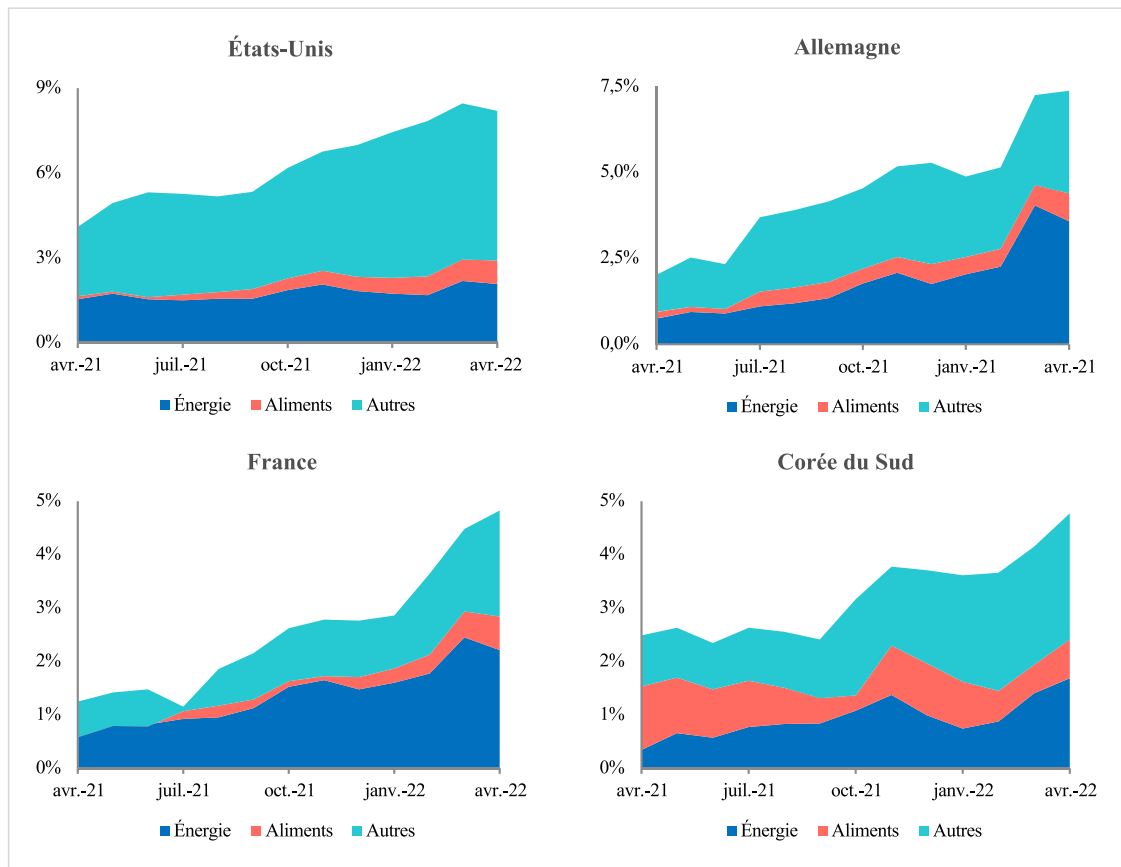 États-Unis
9%
6%
3%
0%
avr.-21 juil.-21 oct.-21 janv.-22 avr.-22
Énergie Aliments Autres
Allemagne
7,5%
5,0%
2,5%
0,0%
avr.-21 juil.-21 oct.-21 janv.-21 avr.-21
Énergie Aliments Autres
France
5%
4%
3%
2%
1%
0%
avr.-21 juil.-21 oct.-21 janv.-22 avr.-22
Énergie Aliments Autres
Corée du Sud
5%
4%
3%
2%
1%
0%
avr.-21 juil.-21 oct.-21 janv.-22 avr.-22
Énergie Aliments Autres